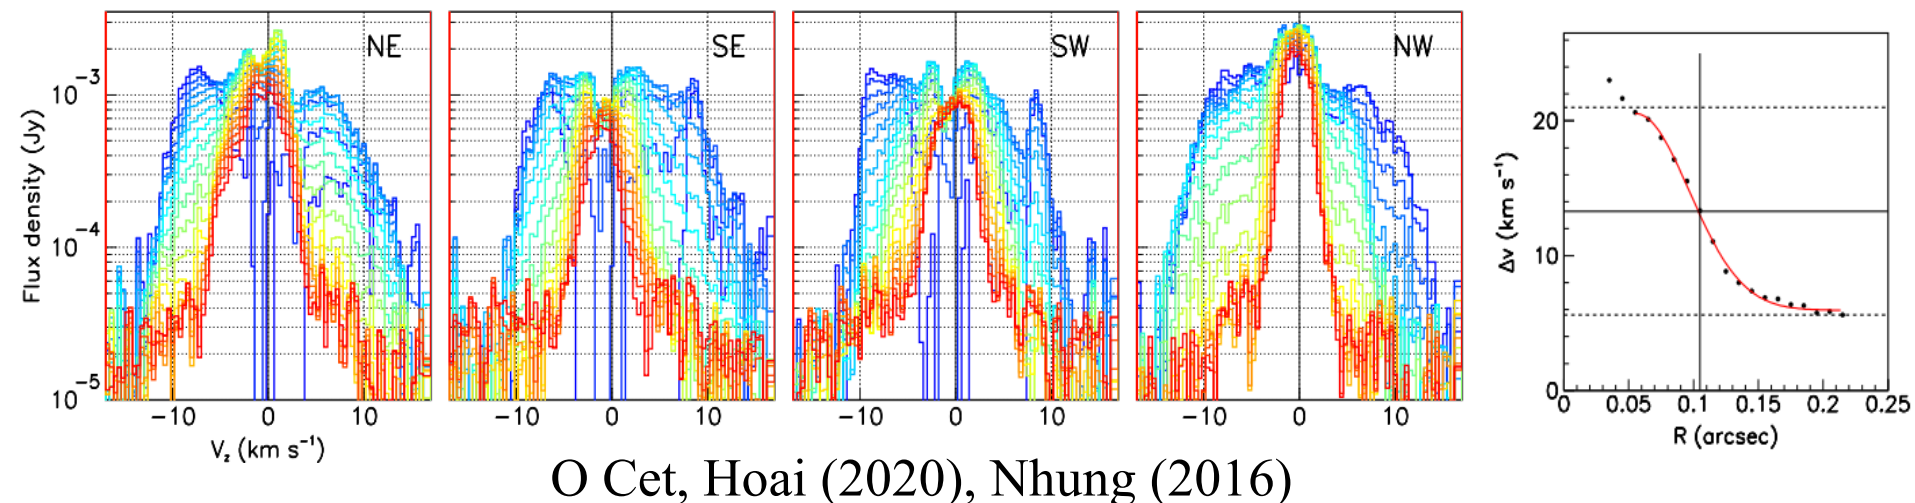 NE SE SW NW
Flux density (Jy)
10⁻³
10⁻⁴
10⁻⁵
−10 0 10 −10 0 10 −10 0 10 −10 0 10
V_z (km s⁻¹)
Δv (km s⁻¹)
20
10
0
0 0.05 0.1 0.15 0.2 0.25
R (arcsec)
O Cet, Hoai (2020), Nhung (2016)